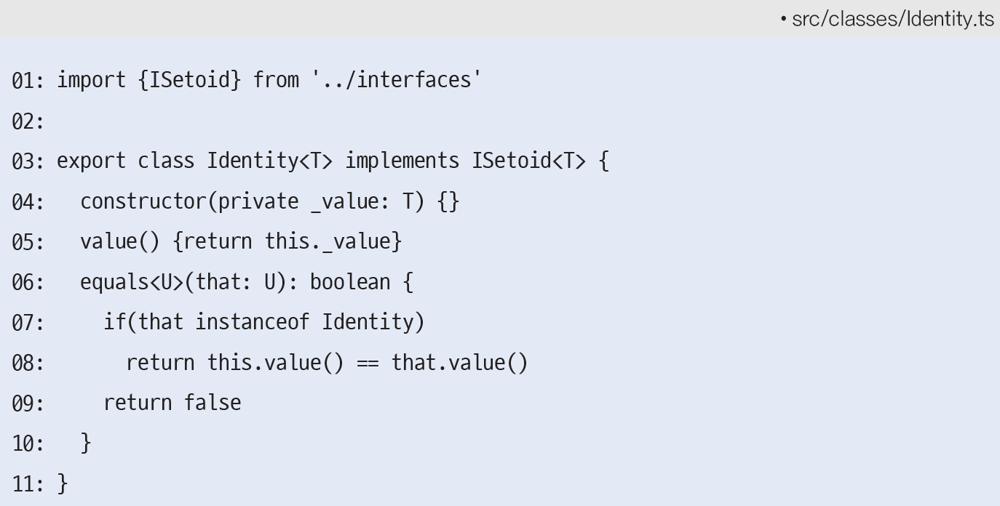 • src/classes/Identity.ts
01: import {ISetoid} from '../interfaces'
02:
03: export class Identity<T> implements ISetoid<T> {
04:   constructor(private _value: T) {}
05:   value() {return this._value}
06:   equals<U>(that: U): boolean {
07:     if(that instanceof Identity)
08:       return this.value() == that.value()
09:     return false
10:   }
11: }